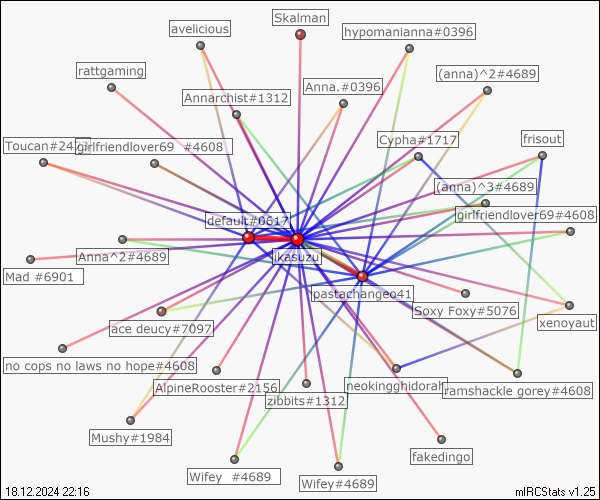 Skalman
avelicious
hypomanianna#0396
rattgaming
(anna)^2#4689
Anna.#0396
Annarchist#1312
Cypha#1717
frisout
Toucan#24
girlfriendlover69 #4608
(anna)^3#4689
girlfriendlover69#4608
default#0617
Anna^2#4689
ikasuzu
Mad #6901
pastachangeo41
Soxy Foxy#5076
xenoyaut
ace deucy#7097
no cops no laws no hope#4608
AlpineRooster#2156
neokingghidorah
ramshackle gorey#4608
zibbits#1312
Mushy#1984
fakedingo
Wifey #4689
Wifey#4689
18.12.2024 22:16
mIRCStats v1.25